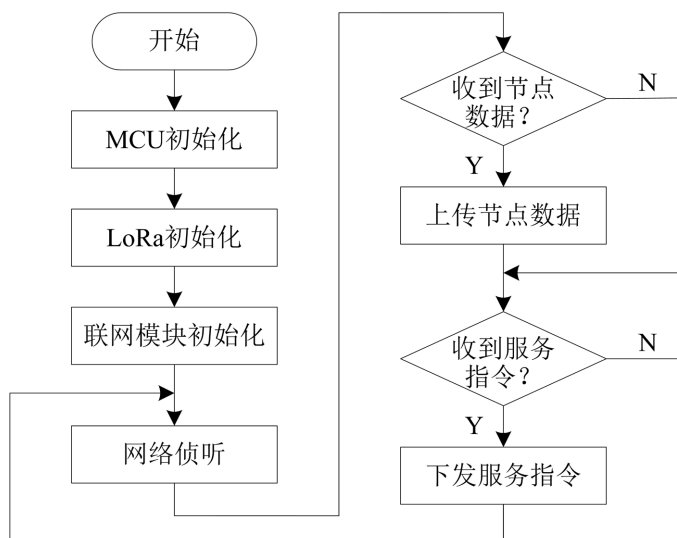 开始
MCU初始化
LoRa初始化
联网模块初始化
网络侦听
收到节点
数据？
N
Y
上传节点数据
收到服务
指令？
N
Y
下发服务指令